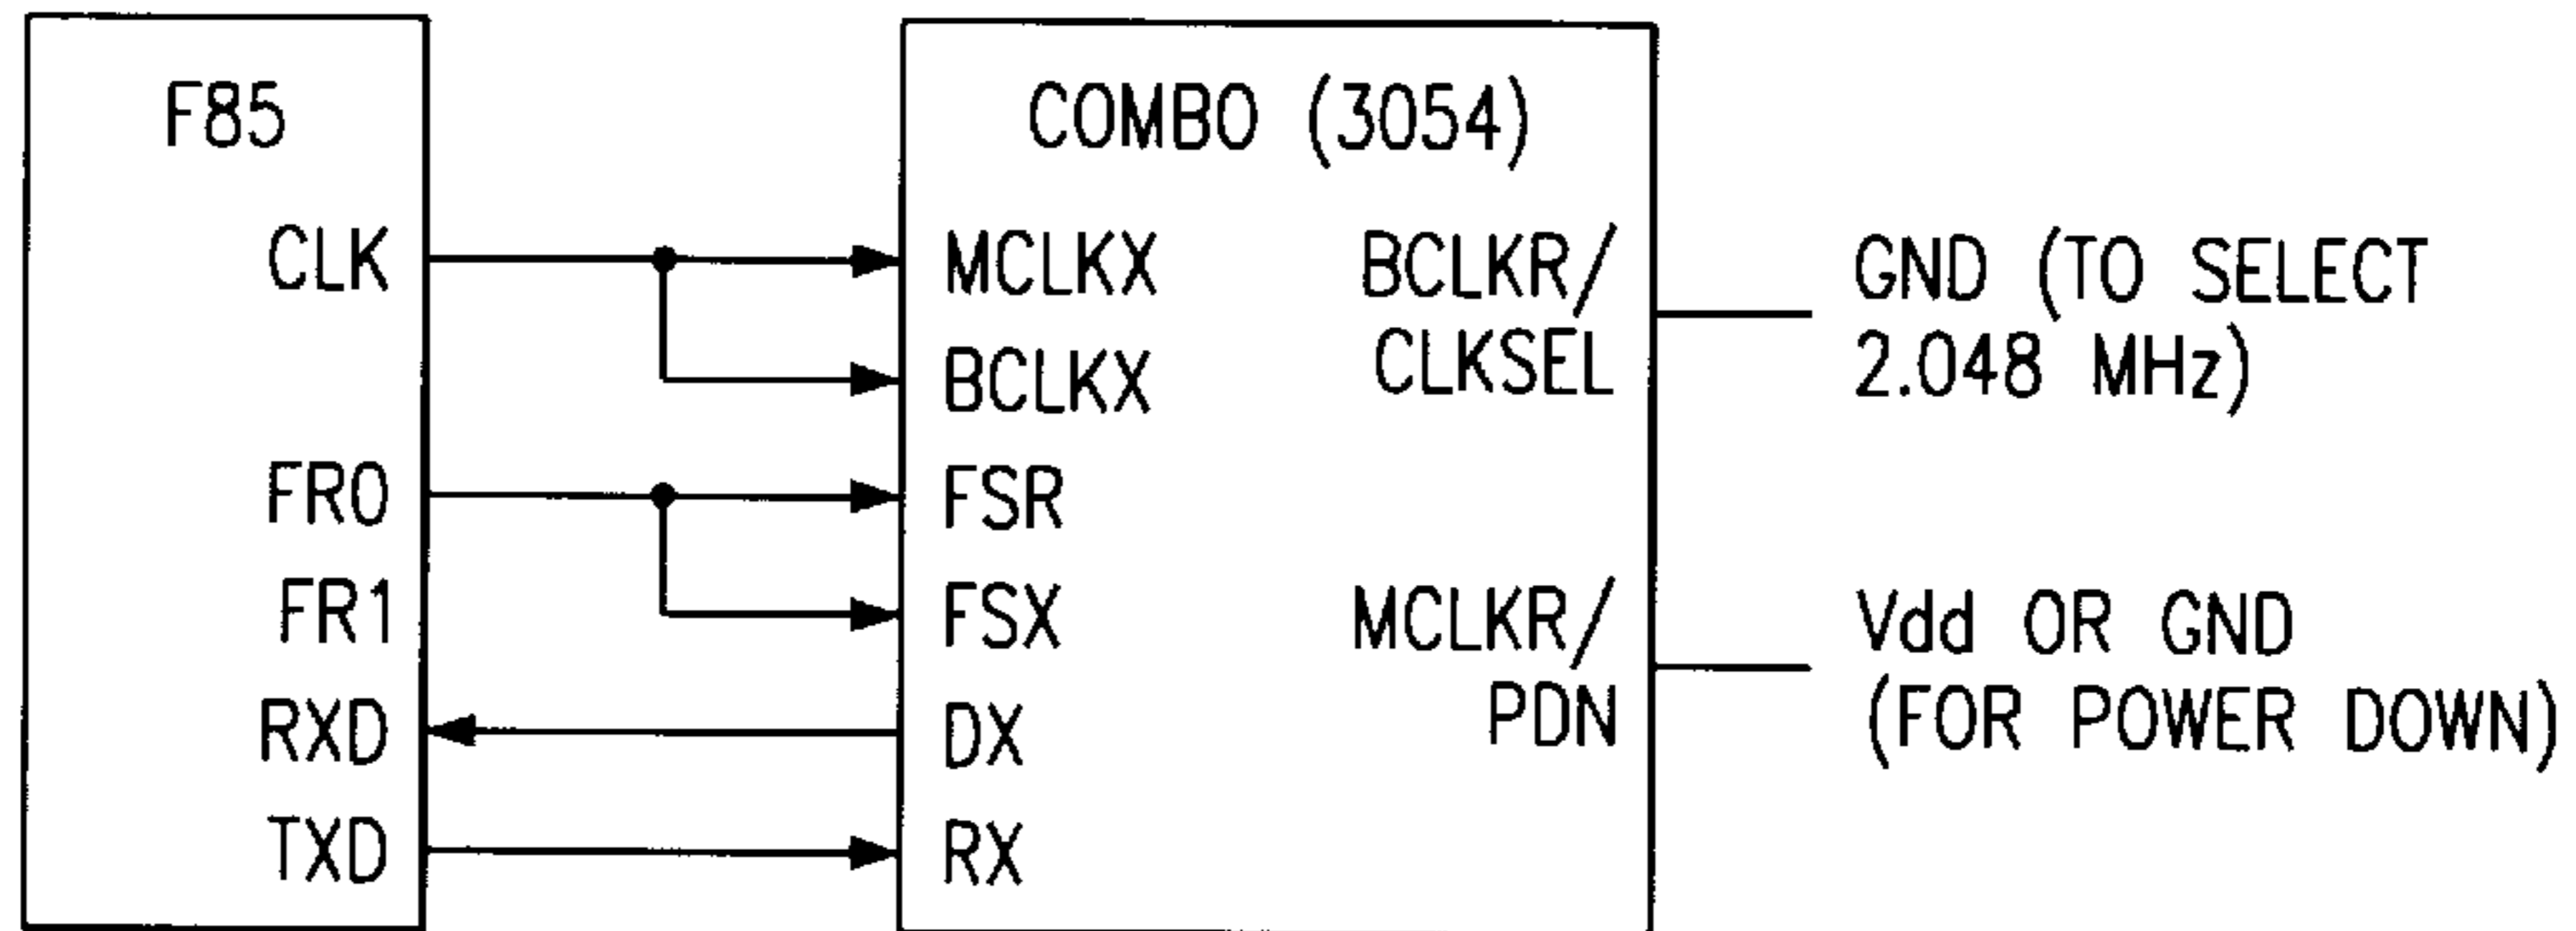 F85
CLK
FR0
FR1
RXD
TXD
COMBO (3054)
MCLKX
BCLKX
FSR
FSX
DX
RX
BCLKR/
CLKSEL
MCLKR/
PDN
GND (TO SELECT
2.048 MHz)
Vdd OR GND
(FOR POWER DOWN)